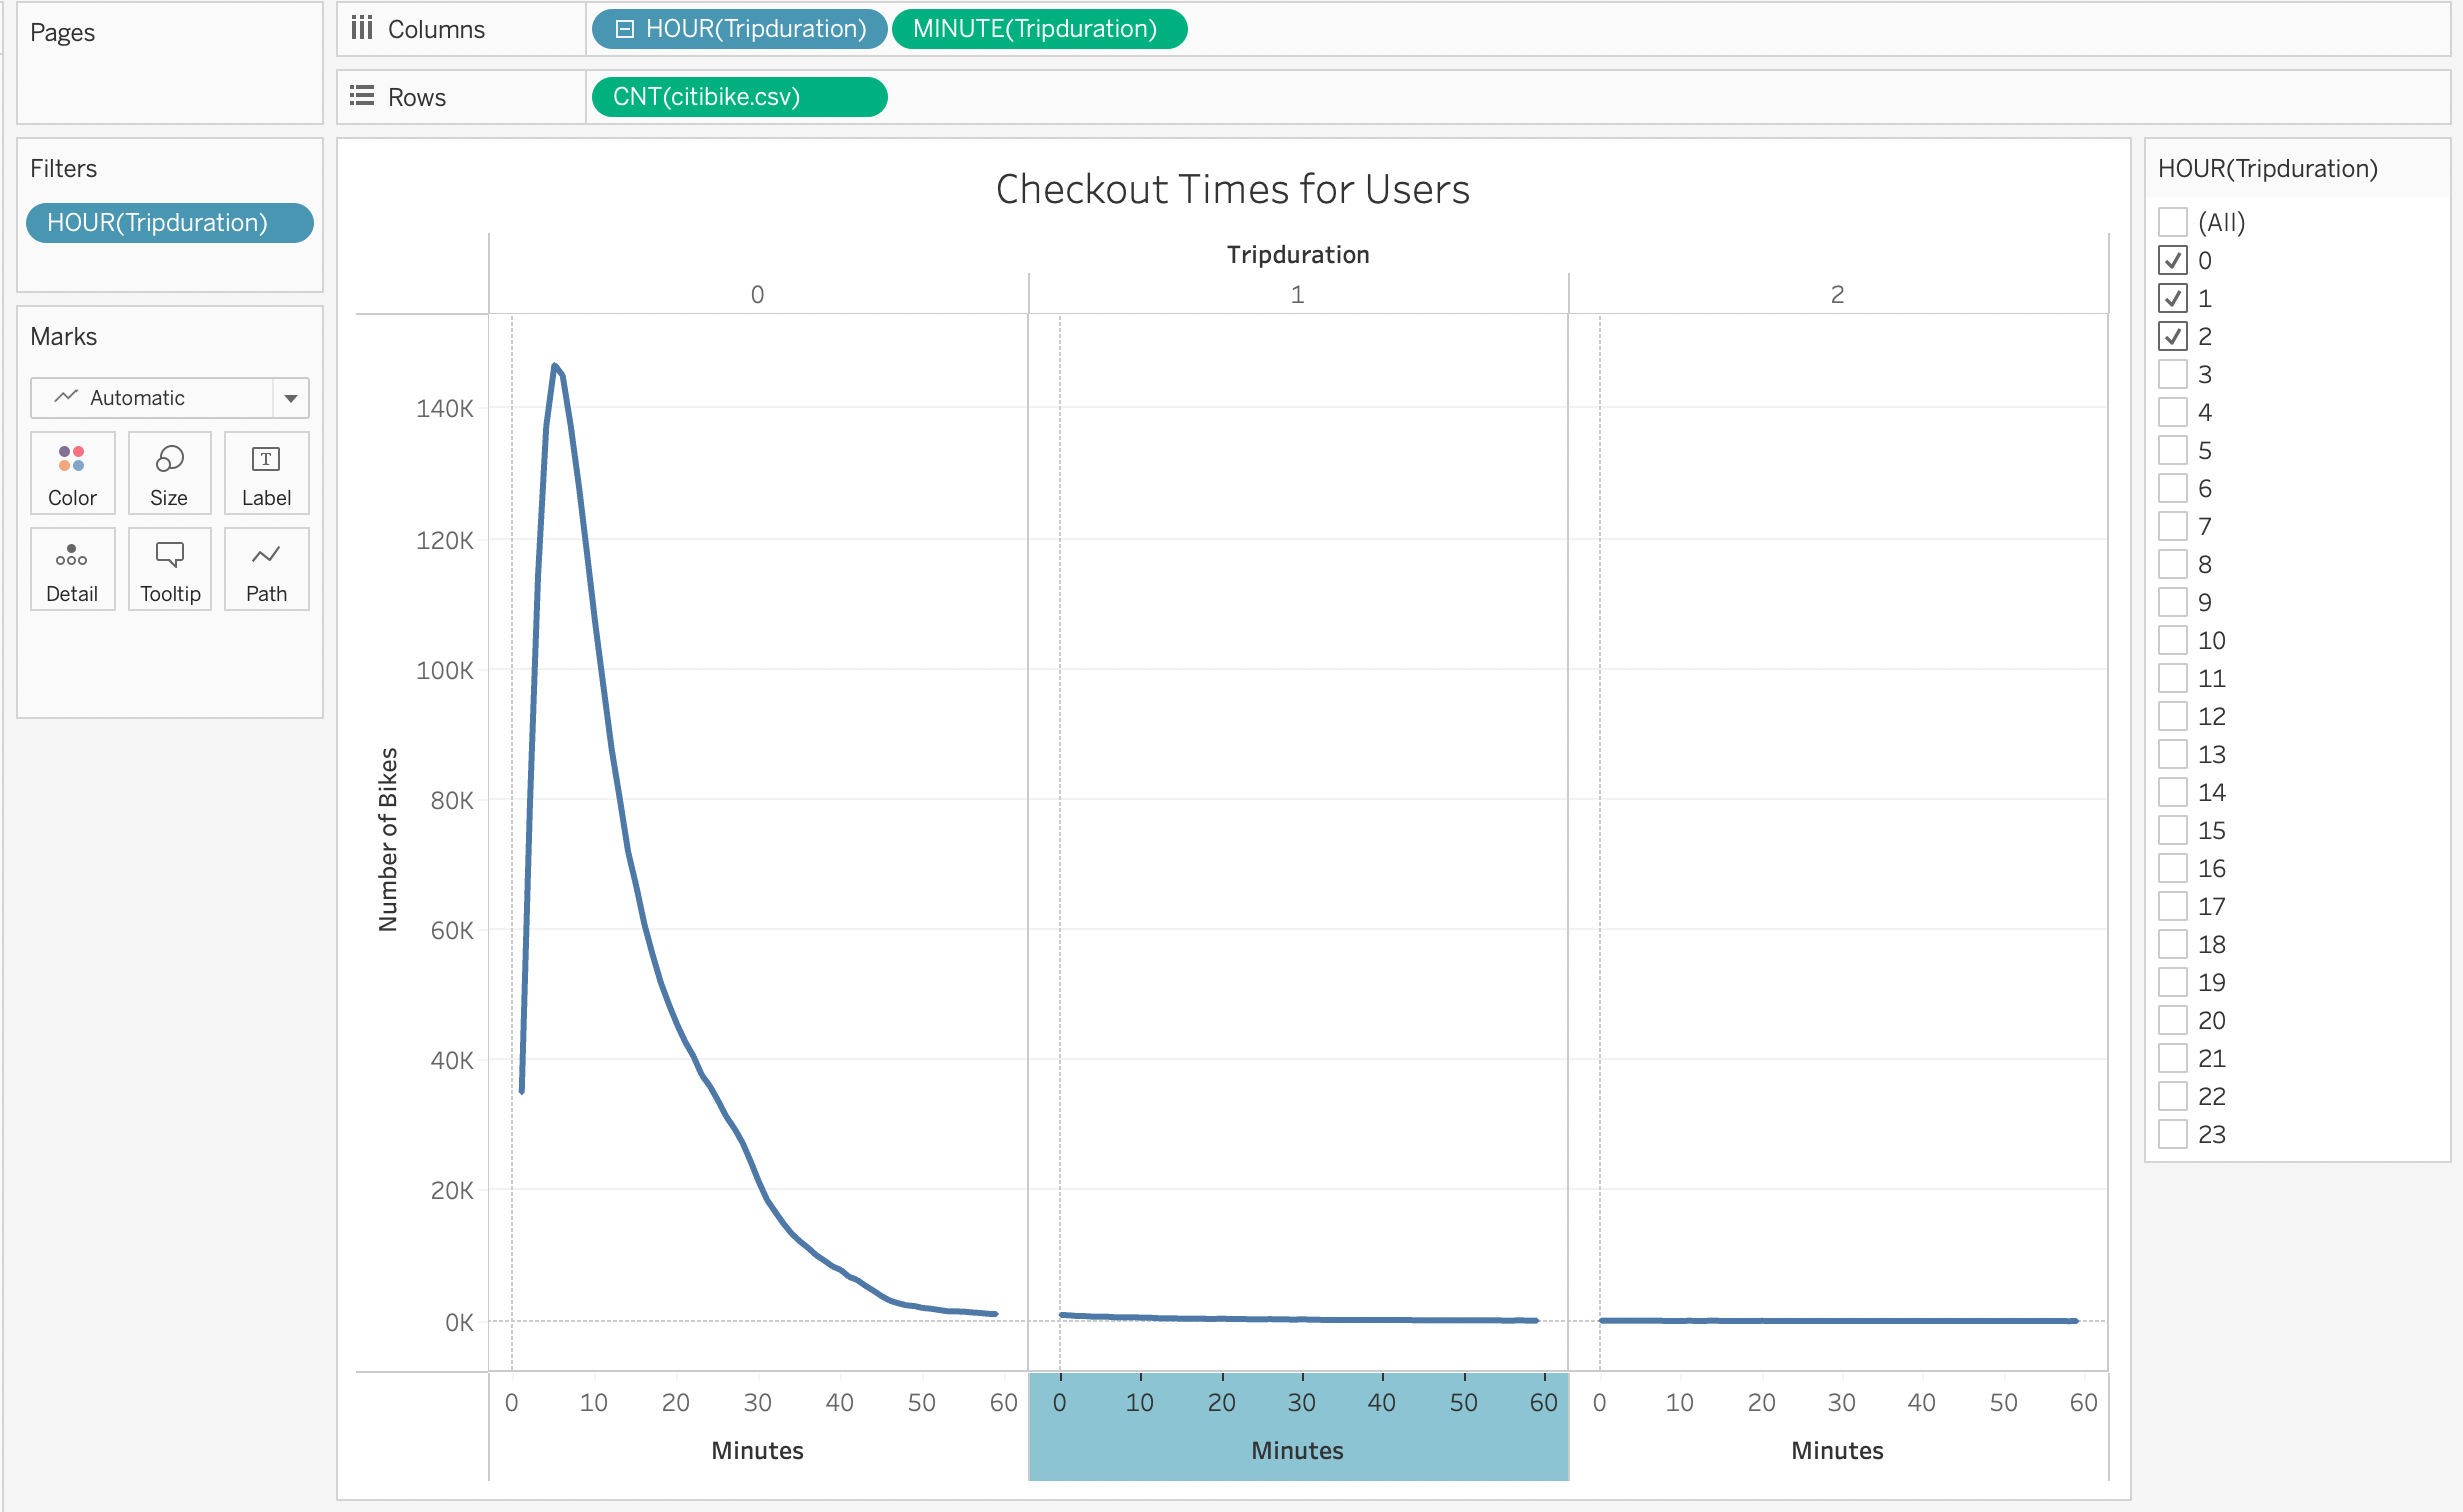 Pages
Columns
HOUR(Tripduration)
MINUTE(Tripduration)
Rows
CNT(citibike.csv)
Filters
HOUR(Tripduration)
Marks
Automatic
Color
Size
T
Label
Detail
Tooltip
Path
Checkout Times for Users
Tripduration
0
1
2
Number of Bikes
140K
120K
100K
80K
60K
40K
20K
0K
0 10 20 30 40 50 60
0 10 20 30 40 50 60
0 10 20 30 40 50 60
Minutes
Minutes
Minutes
HOUR(Tripduration)
(All)
0
1
2
3
4
5
6
7
8
9
10
11
12
13
14
15
16
17
18
19
20
21
22
23